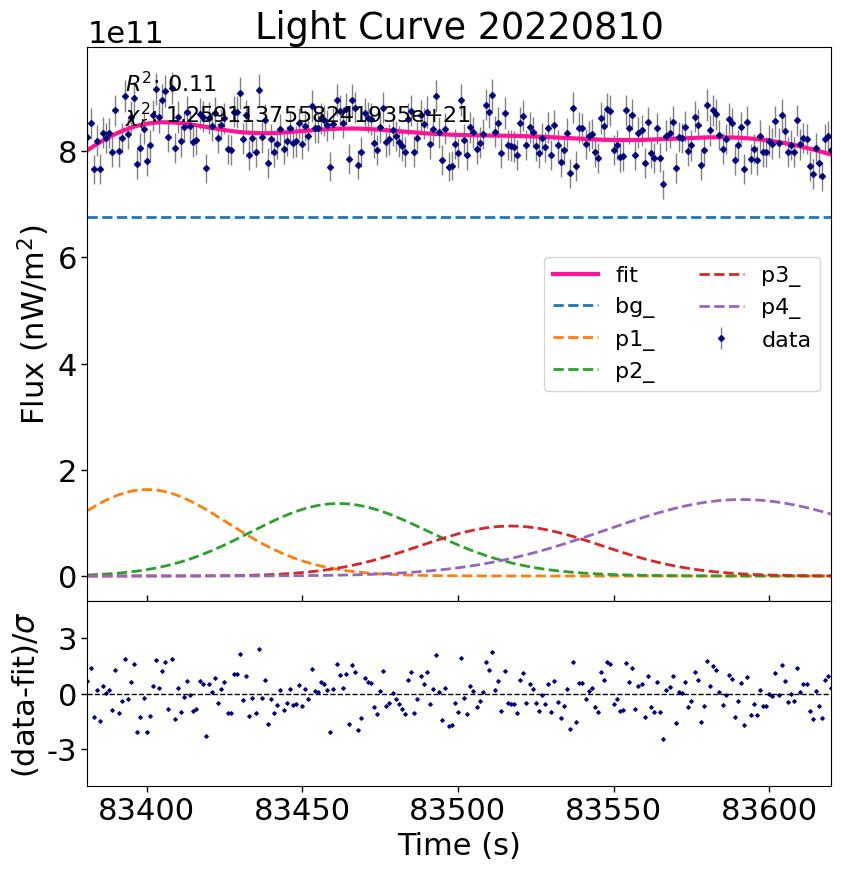 Light Curve 20220810
1e11
R²: 0.11
χᵣ²: 1.2591137558241935e+21
Flux (nW/m²)
8
6
4
2
0
fit
bg_
p1_
p2_
p3_
p4_
data
(data-fit)/σ
3
0
-3
83400 83450 83500 83550 83600
Time (s)